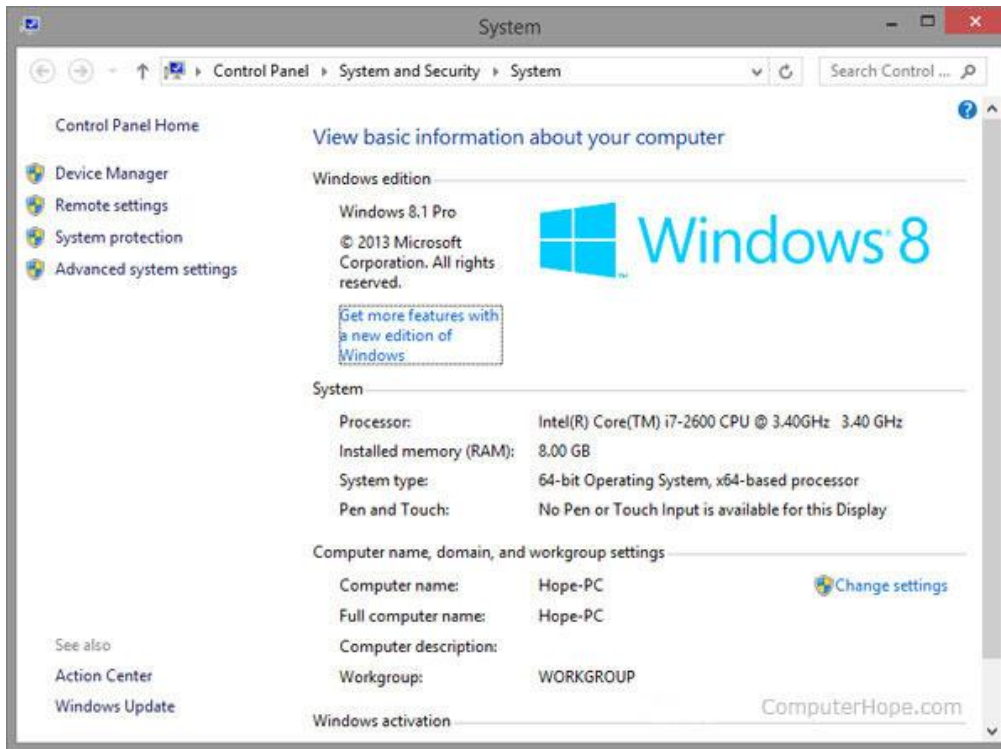 System
Control Panel System and Security System
Search Control ...
Control Panel Home
Device Manager
Remote settings
System protection
Advanced system settings
See also
Action Center
Windows Update
View basic information about your computer
Windows edition
Windows 8.1 Pro
© 2013 Microsoft
Corporation. All rights
reserved.
Get more features with
a new edition of
Windows
Windows 8
System
Processor: Intel(R) Core(TM) i7-2600 CPU @ 3.40GHz 3.40 GHz
Installed memory (RAM): 8.00 GB
System type: 64-bit Operating System, x64-based processor
Pen and Touch: No Pen or Touch Input is available for this Display
Computer name, domain, and workgroup settings
Computer name: Hope-PC
Change settings
Full computer name: Hope-PC
Computer description:
Workgroup: WORKGROUP
Windows activation
ComputerHope.com